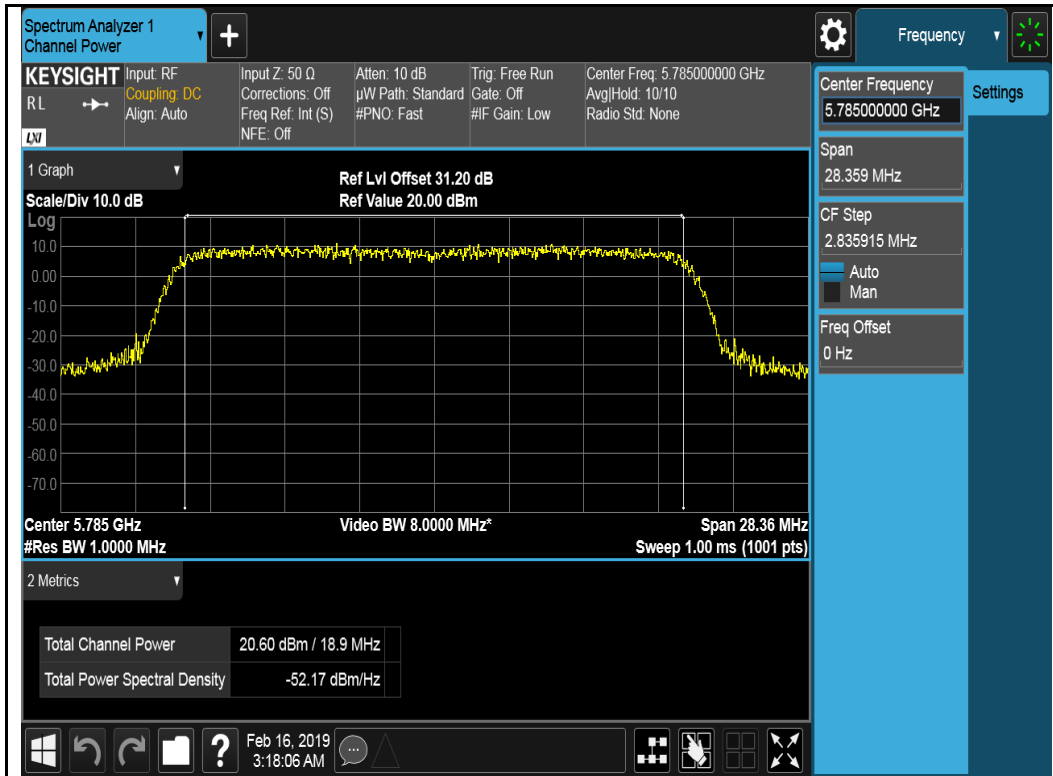 Spectrum Analyzer 1
Channel Power
+
Frequency
KEYSIGHT
R L
LXI
Input: RF
Coupling: DC
Align: Auto
Input Z: 50 Ω
Corrections: Off
Freq Ref: Int (S)
NFE: Off
Atten: 10 dB
µW Path: Standard
#PNO: Fast
Trig: Free Run
Gate: Off
#IF Gain: Low
Center Freq: 5.785000000 GHz
Avg|Hold: 10/10
Radio Std: None
1 Graph
Scale/Div 10.0 dB
Log
Ref Lvl Offset 31.20 dB
Ref Value 20.00 dBm
10.0
0.00
-10.0
-20.0
-30.0
-40.0
-50.0
-60.0
-70.0
Center 5.785 GHz
#Res BW 1.0000 MHz
Video BW 8.0000 MHz*
Span 28.36 MHz
Sweep 1.00 ms (1001 pts)
2 Metrics
Total Channel Power 20.60 dBm / 18.9 MHz
Total Power Spectral Density -52.17 dBm/Hz
?
Feb 16, 2019
3:18:06 AM
Center Frequency
5.785000000 GHz
Span
28.359 MHz
CF Step
2.835915 MHz
Auto
Man
Freq Offset
0 Hz
Settings